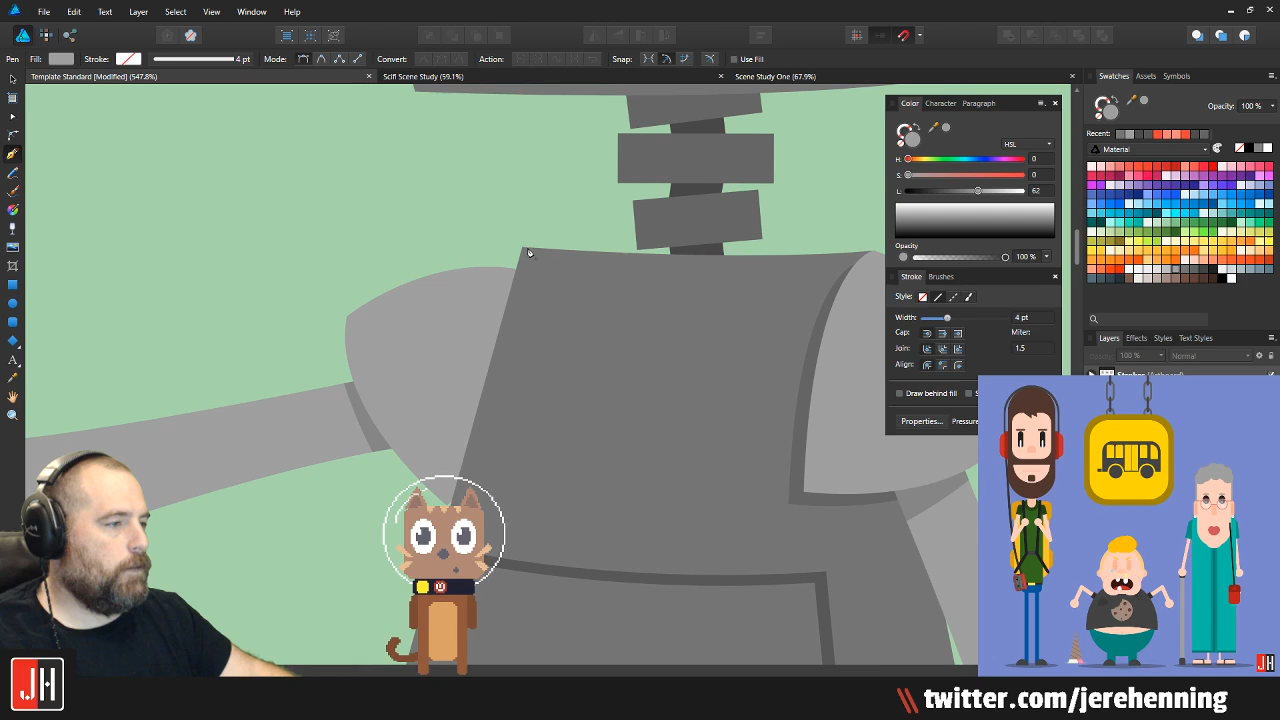 File Edit Text Layer Select View Window Help
Pen Fill: Stroke: 4 pt Mode: Convert: Action: Snap: Use Fill
Template Standard [Modified] (547.8%) × Scifi Scene Study (59.1%) × Scene Study One (67.9%) ×
Swatches Assets Symbols
Opacity: 100 %
Recent:
Material
Color Character Paragraph
HSL
H: 0
S: 0
L: 62
Opacity
100 %
Stroke Brushes
Style:
Width: 4 pt
Cap: Miter:
Join: 1.5
Align:
Draw behind fill
Properties... Pressure
Layers Effects Styles Text Styles
Opacity: 100 % Normal
JH
JH
twitter.com/jerehenning